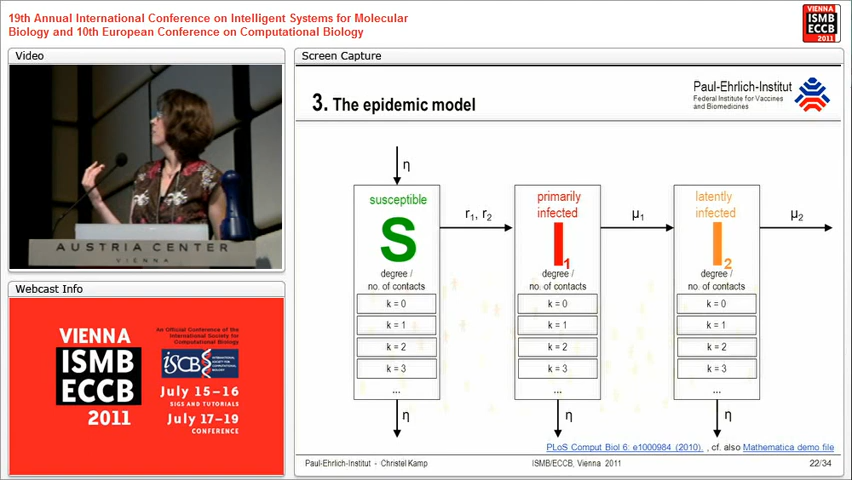 19th Annual International Conference on Intelligent Systems for Molecular
Biology and 10th European Conference on Computational Biology
VIENNA
ISMB
ECCB
2011
Video
AUSTRIA CENTER
VIENNA
Webcast Info
VIENNA
ISMB
ECCB
2011
An Official Conference of the
International Society for
Computational Biology
ISCB
INTERNATIONAL
SOCIETY FOR
COMPUTATIONAL
BIOLOGY
July 15–16
SIGS AND TUTORIALS
July 17–19
CONFERENCE
Screen Capture
3. The epidemic model
Paul-Ehrlich-Institut
Federal Institute for Vaccines
and Biomedicines
η
susceptible
S
degree /
no. of contacts
k = 0
k = 1
k = 2
k = 3
...
η
r1, r2
primarily
infected
I1
degree /
no. of contacts
k = 0
k = 1
k = 2
k = 3
...
η
μ1
latently
infected
I2
degree /
no. of contacts
k = 0
k = 1
k = 2
k = 3
...
η
μ2
PLoS Comput Biol 6: e1000984 (2010). , cf. also Mathematica demo file
Paul-Ehrlich-Institut - Christel Kamp
ISMB/ECCB, Vienna 2011
22/34